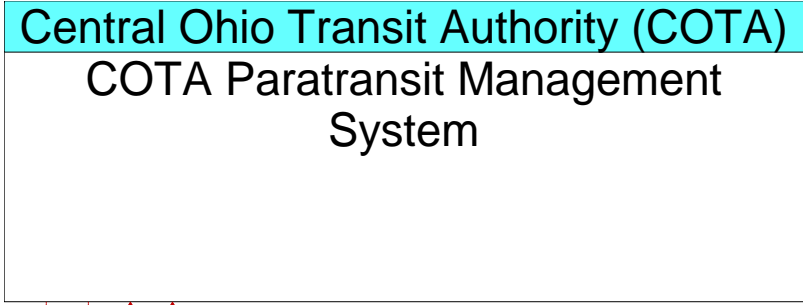 Central Ohio Transit Authority (COTA)
COTA Paratransit Management
System